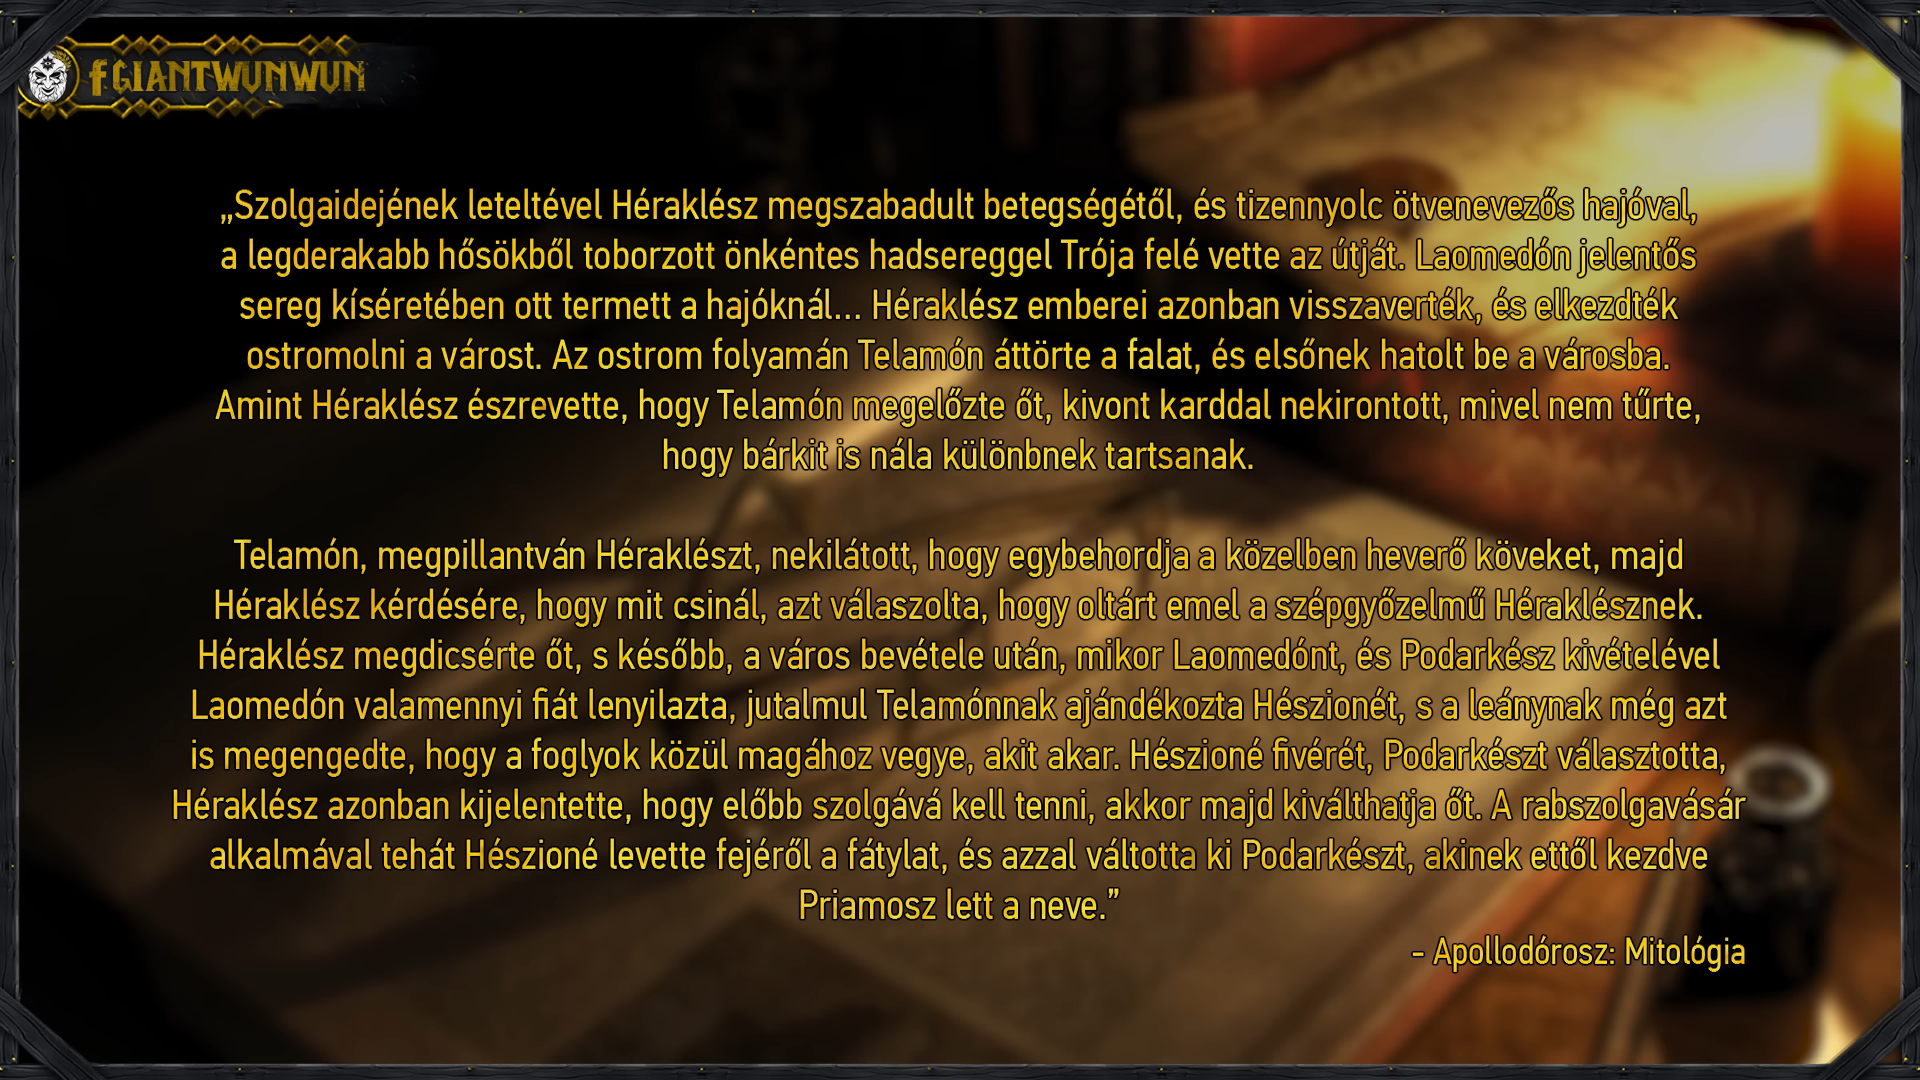 fGIANTWUNWUN
„Szolgaidejének leteltével Héraklész megszabadult betegségétől, és tizennyolc ötvenevezős hajóval,
a legderakabb hősökből toborzott önkéntes hadsereggel Trója felé vette az útját. Laomedón jelentős
sereg kíséretében ott termett a hajóknál... Héraklész emberei azonban visszaverték, és elkezdték
ostromolni a várost. Az ostrom folyamán Telamón áttörte a falat, és elsőnek hatolt be a városba.
Amint Héraklész észrevette, hogy Telamón megelőzte őt, kivont karddal nekirontott, mivel nem tűrte,
hogy bárkit is nála különbnek tartsanak.
Telamón, megpillantván Héraklészt, nekilátott, hogy egybehordja a közelben heverő köveket, majd
Héraklész kérdésére, hogy mit csinál, azt válaszolta, hogy oltárt emel a szépgyőzelmű Héraklésznek.
Héraklész megdicsérte őt, s később, a város bevétele után, mikor Laomedónt, és Podarkész kivételével
Laomedón valamennyi fiát lenyilazta, jutalmul Telamónnak ajándékozta Hészionét, s a leánynak még azt
is megengedte, hogy a foglyok közül magához vegye, akit akar. Hészioné fivérét, Podarkészt választotta,
Héraklész azonban kijelentette, hogy előbb szolgává kell tenni, akkor majd kiválthatja őt. A rabszolgavásár
alkalmával tehát Hészioné levette fejéről a fátylat, és azzal váltotta ki Podarkészt, akinek ettől kezdve
Priamosz lett a neve.”
- Apollodórosz: Mitológia